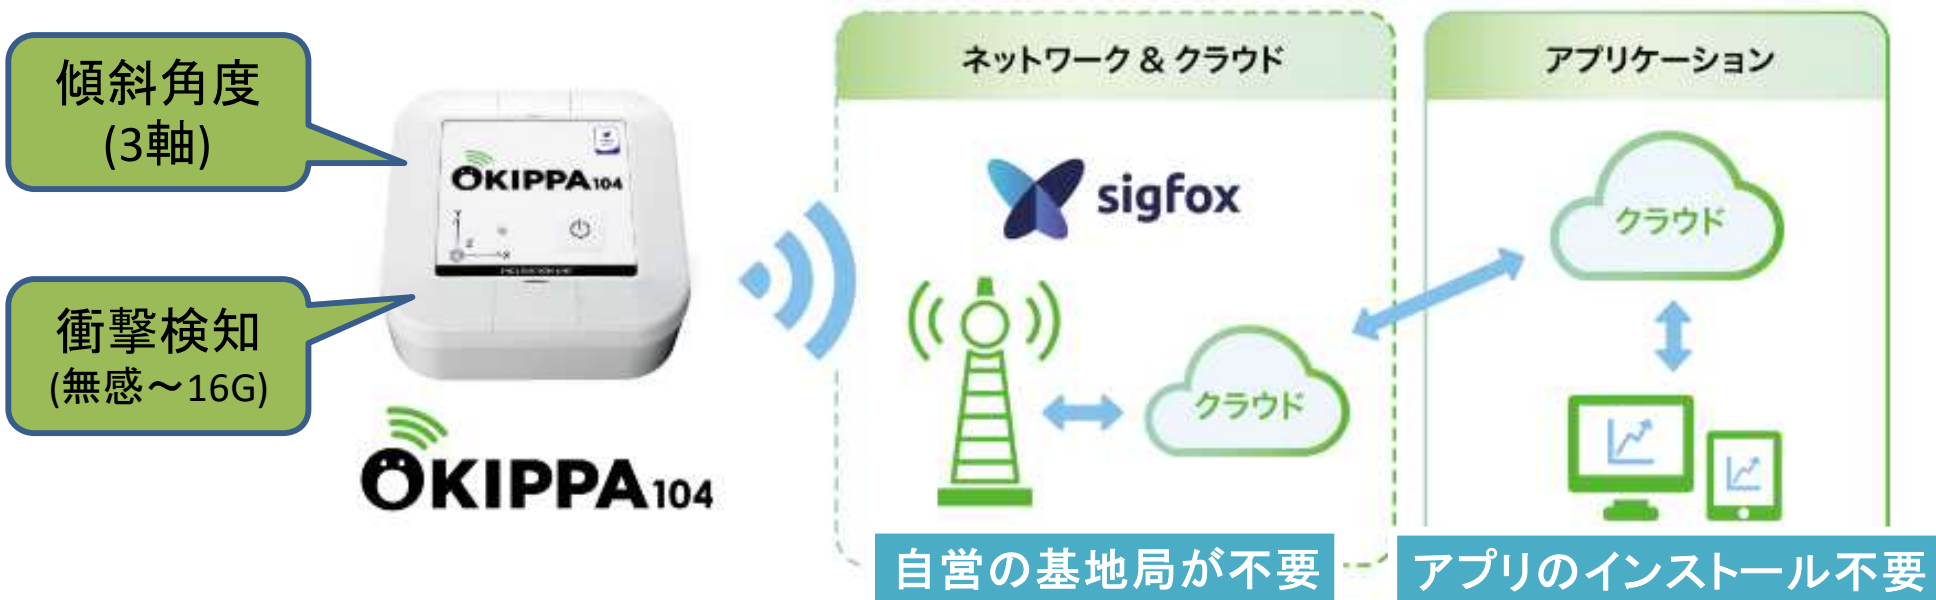 傾斜角度
(3軸)
衝撃検知
(無感～16G)
ÖKIPPA104
Y
Z
X
ÖKIPPA104
ネットワーク & クラウド
sigfox
クラウド
自営の基地局が不要
アプリケーション
クラウド
アプリのインストール不要